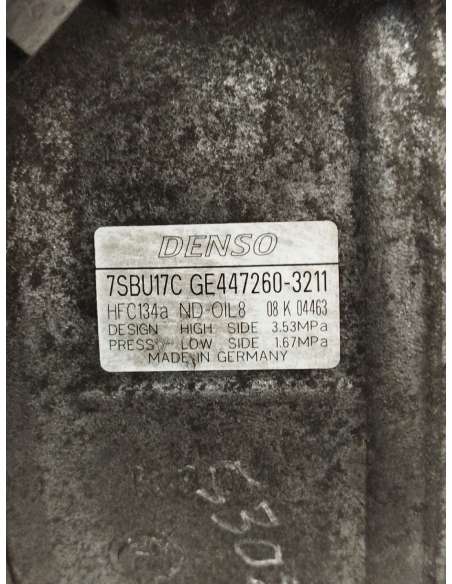 DENSO
7SBU17C GE447260-3211
HFC134a ND-OIL8 08 K 04463
DESIGN HIGH SIDE 3.53MPa
PRESS LOW SIDE 1.67MPa
MADE IN GERMANY